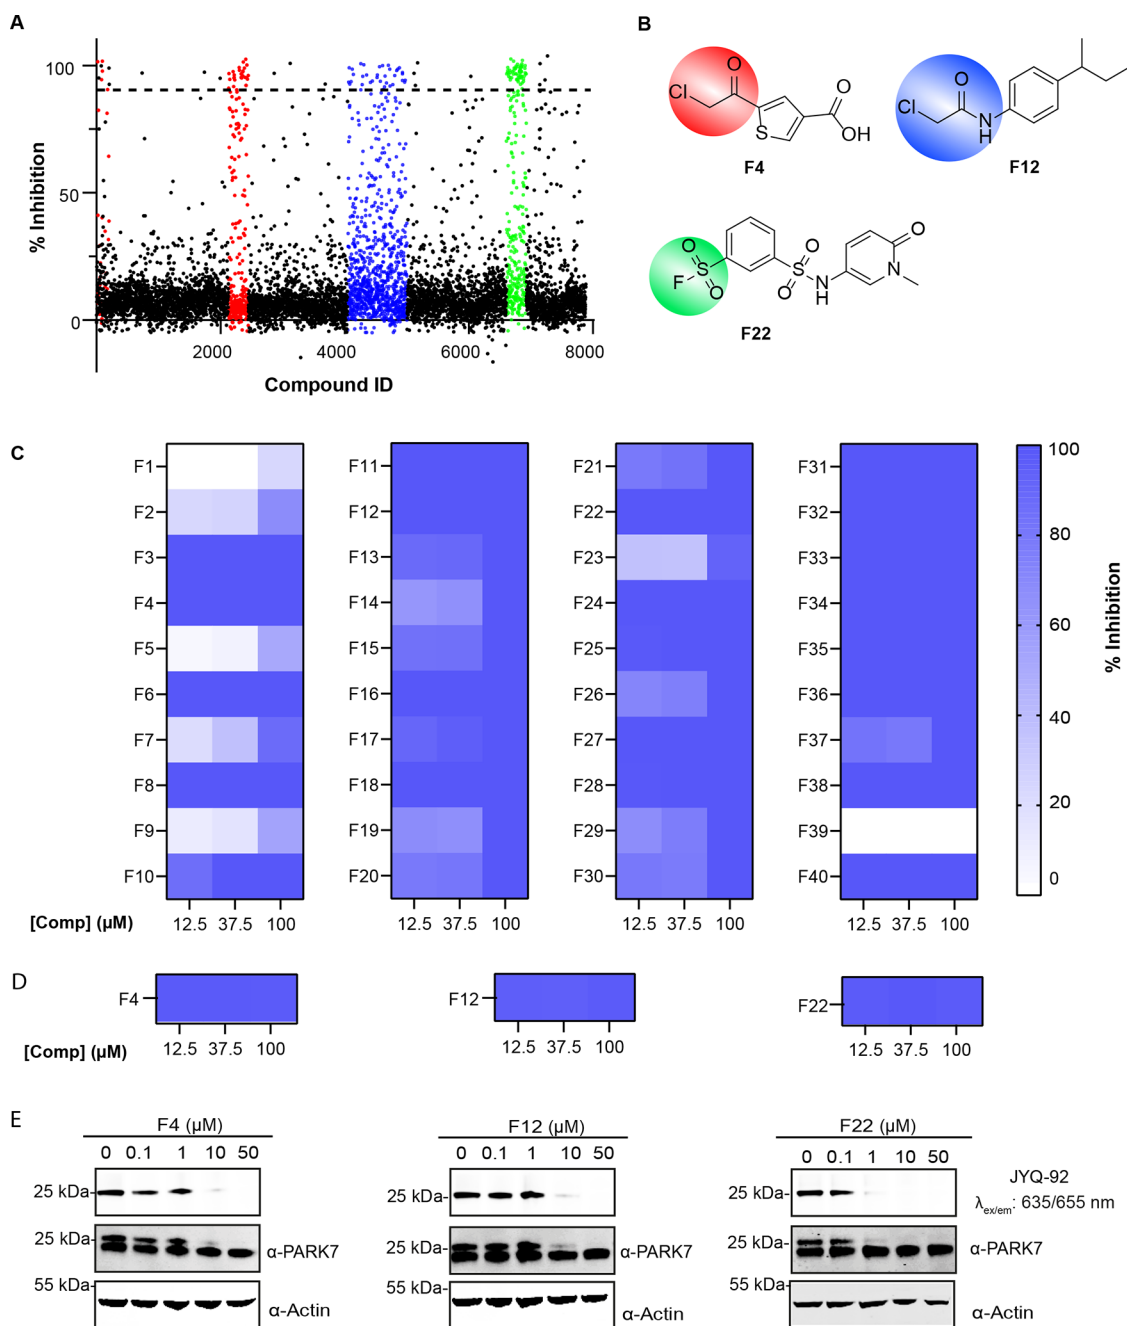 A
% Inhibition
100
50
0
2000
4000
6000
8000
Compound ID
B
Cl
O
S
O
OH
F4
Cl
O
N
H
F12
F
O
S
O
O
S
O
N
H
O
N
F22
C
F1
F2
F3
F4
F5
F6
F7
F8
F9
F10
12.5 37.5 100
F11
F12
F13
F14
F15
F16
F17
F18
F19
F20
12.5 37.5 100
F21
F22
F23
F24
F25
F26
F27
F28
F29
F30
12.5 37.5 100
F31
F32
F33
F34
F35
F36
F37
F38
F39
F40
12.5 37.5 100
[Comp] (µM)
100
80
60
40
20
0
% Inhibition
D
F4
12.5 37.5 100
F12
12.5 37.5 100
F22
12.5 37.5 100
[Comp] (µM)
E
F4 (µM)
0 0.1 1 10 50
25 kDa-
25 kDa-
α-PARK7
55 kDa-
α-Actin
F12 (µM)
0 0.1 1 10 50
25 kDa-
25 kDa-
α-PARK7
55 kDa-
α-Actin
F22 (µM)
0 0.1 1 10 50
25 kDa-
JYQ-92
λex/em: 635/655 nm
25 kDa-
α-PARK7
55 kDa-
α-Actin